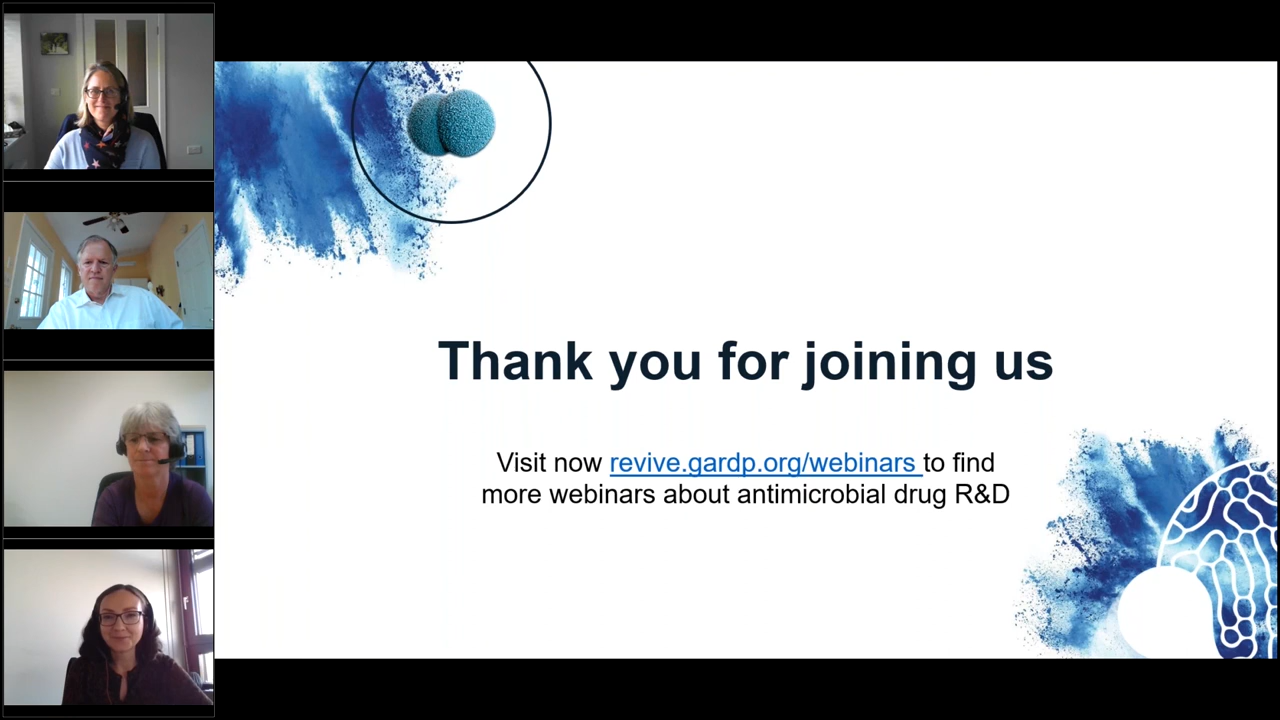 Thank you for joining us
Visit now revive.gardp.org/webinars to find
more webinars about antimicrobial drug R&D